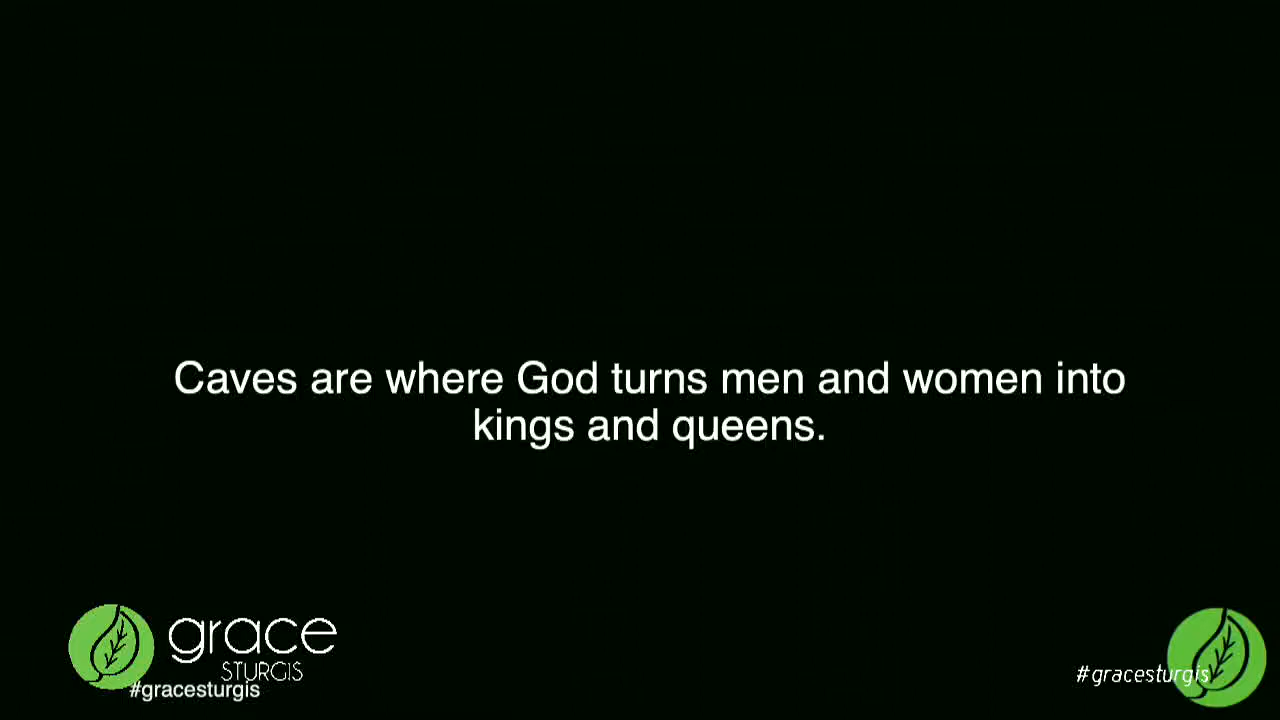 Caves are where God turns men and women into
kings and queens.
grace
STURGIS
#gracesturgis
#gracesturgis